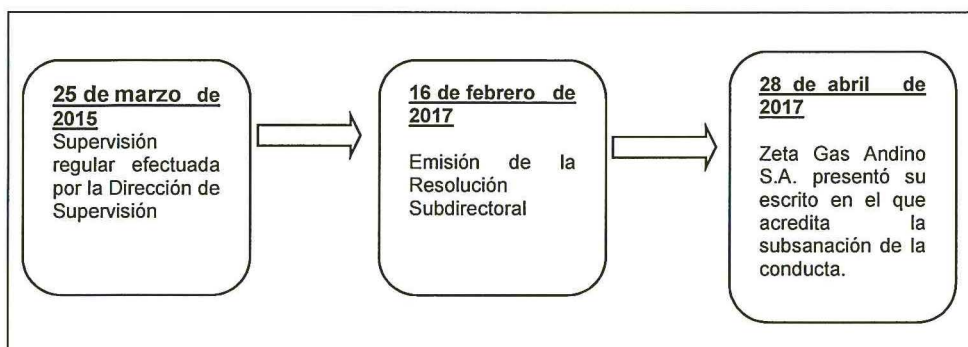 25 de marzo de
2015
Supervisión
regular efectuada
por la Dirección de
Supervisión
16 de febrero de
2017
Emisión de la
Resolución
Subdirectoral
28 de abril de
2017
Zeta Gas Andino
S.A. presentó su
escrito en el que
acredita la
subsanación de la
conducta.